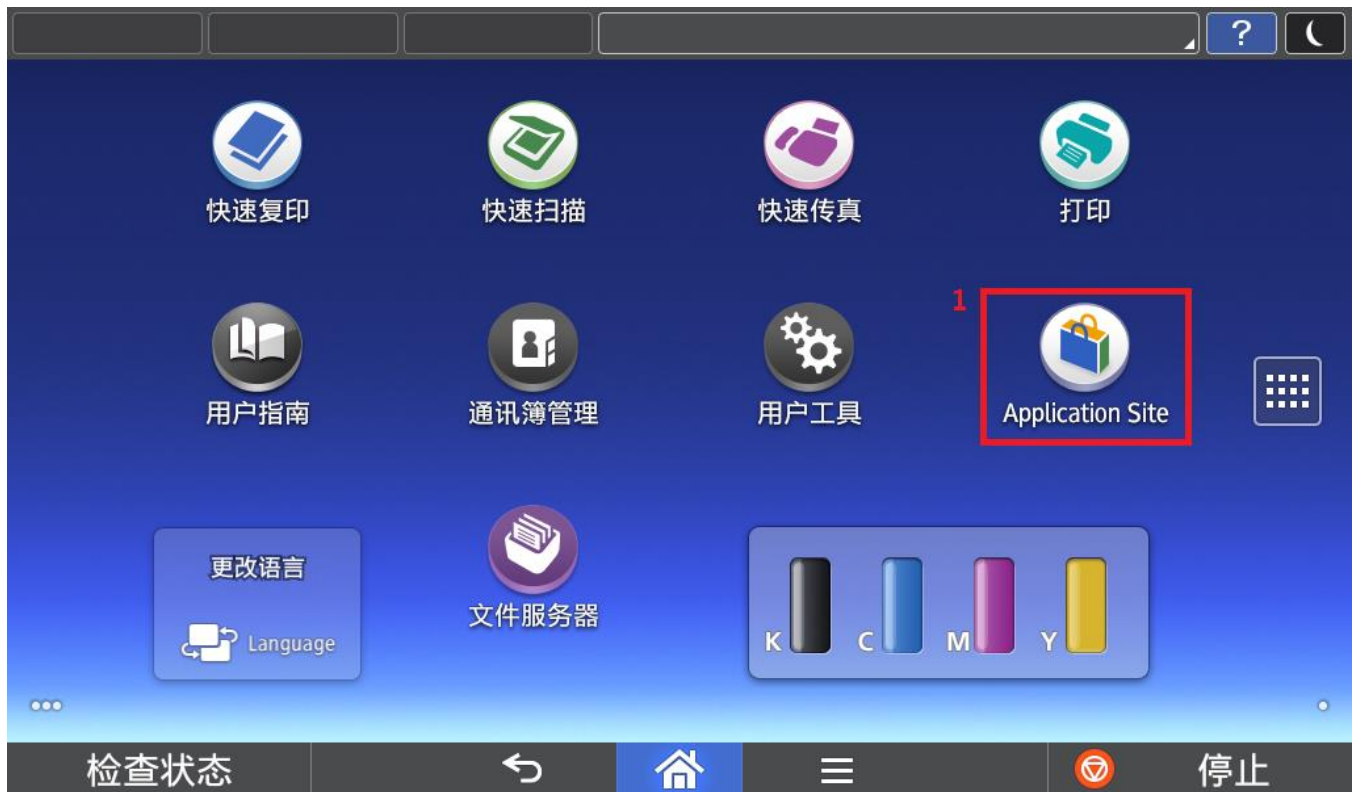 ?
快速复印
快速扫描
快速传真
打印
1
用户指南
通讯簿管理
用户工具
Application Site
更改语言
Language
文件服务器
K C M Y
检查状态
停止